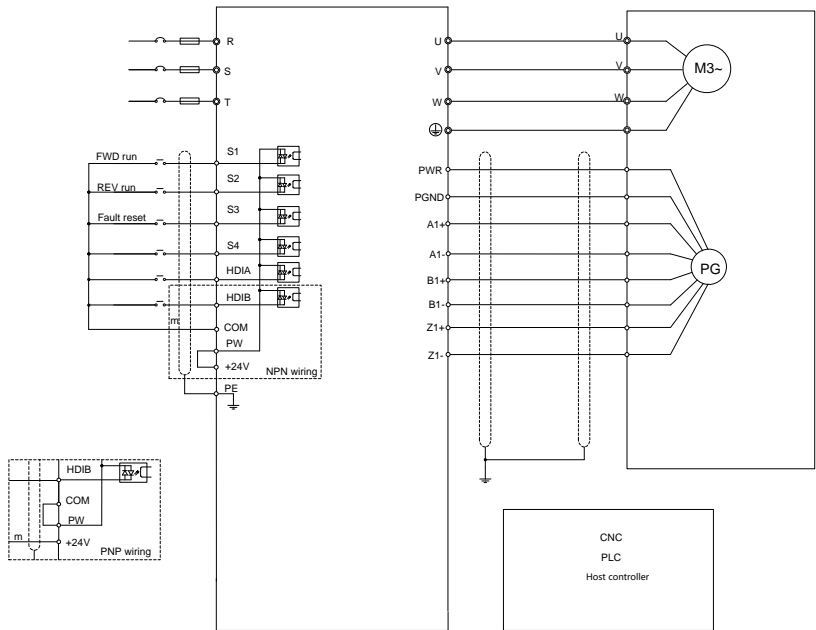 R
S
T
FWD run
REV run
Fault reset
S1
S2
S3
S4
HDIA
HDIB
m
COM
PW
+24V
NPN wiring
PE
U
V
W
PWR
PGND
A1+
A1-
B1+
B1-
Z1+
Z1-
U
V
W
M3~
PG
HDIB
COM
PW
m
+24V
PNP wiring
CNC
PLC
Host controller